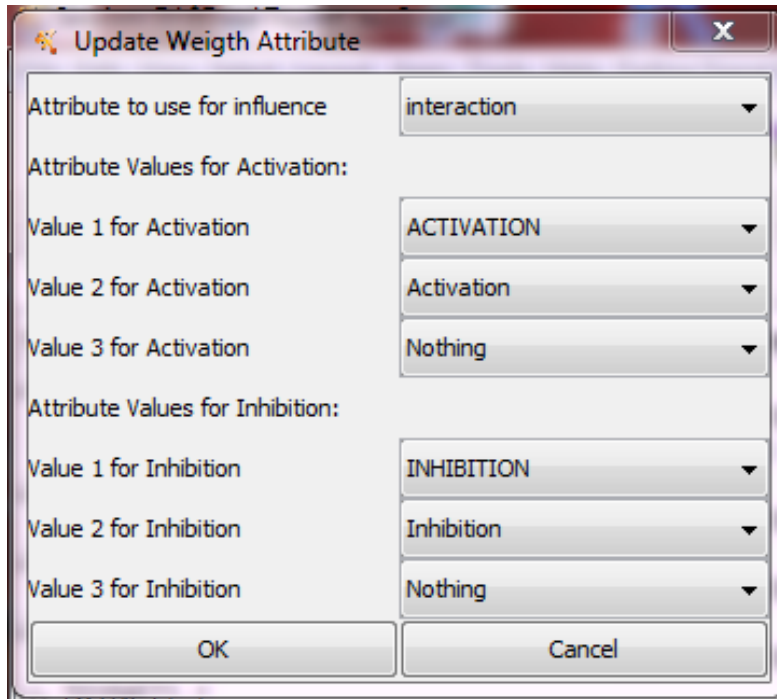 Update Weigth Attribute
Attribute to use for influence interaction
Attribute Values for Activation:
Value 1 for Activation ACTIVATION
Value 2 for Activation Activation
Value 3 for Activation Nothing
Attribute Values for Inhibition:
Value 1 for Inhibition INHIBITION
Value 2 for Inhibition Inhibition
Value 3 for Inhibition Nothing
OK Cancel